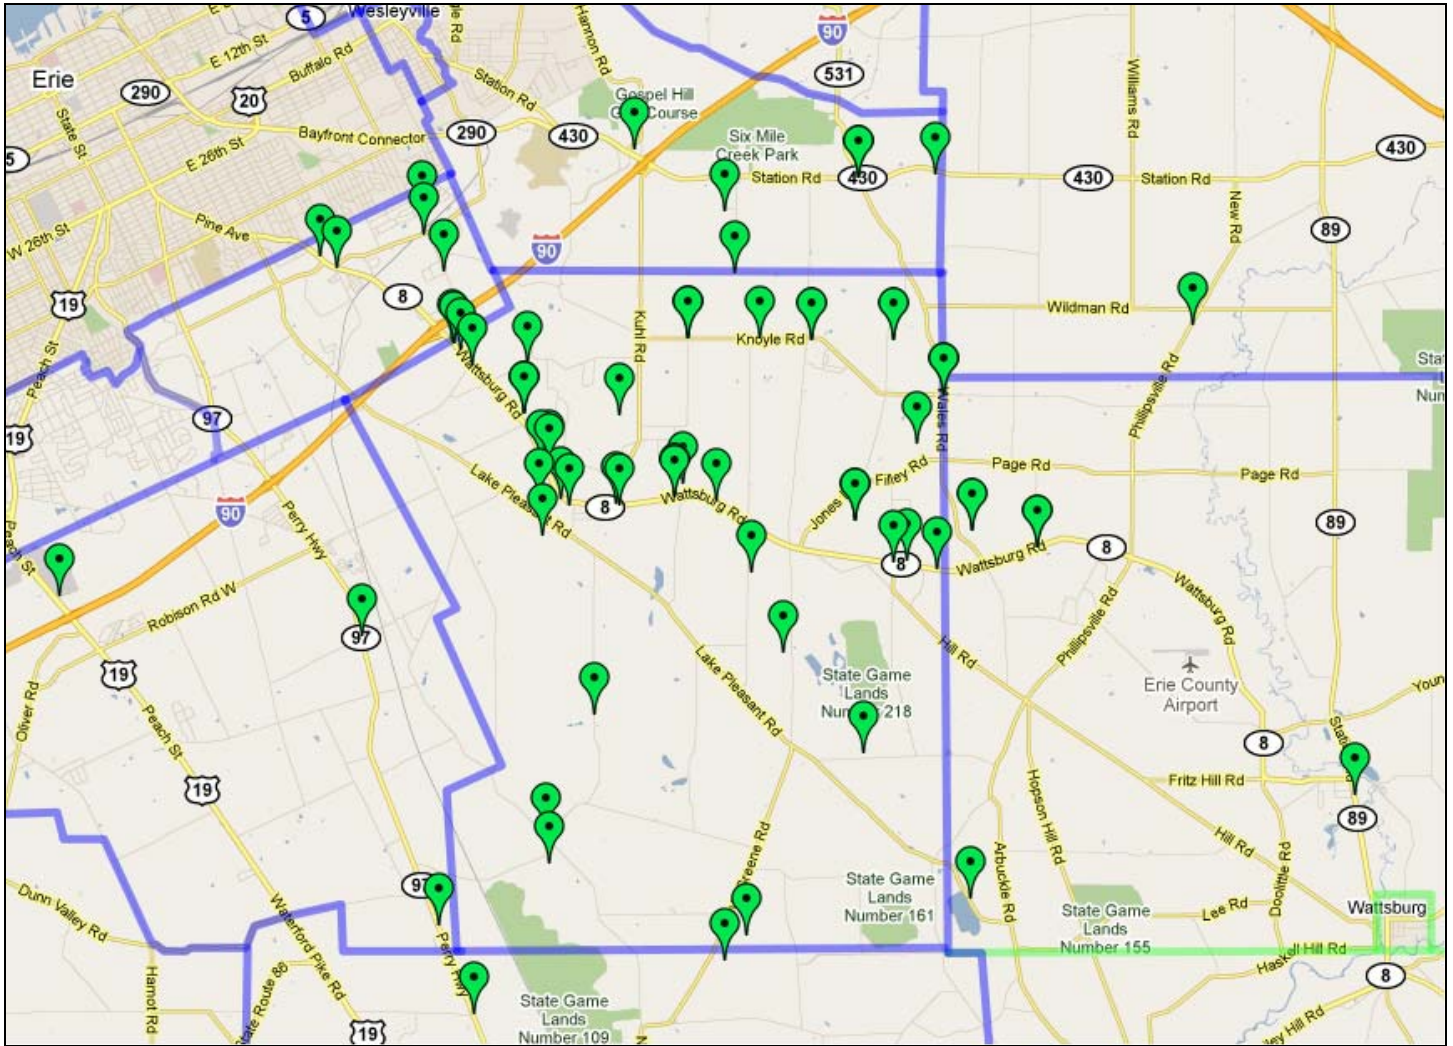 Wesleyville
5
E 12th St
Buffalo Rd
Erie
290
20
State St
Bayfront Connector
290
Station Rd
430
Hannon Rd
Gospel Hill
90
531
Six Mile
Creek Park
Station Rd
430
Williams Rd
430
Station Rd
430
5
E 26th St
W 26th St
Pine Ave
90
New Rd
89
19
8
Kuhl Rd
Knoyle Rd
Wildman Rd
Peach St
Wattsburg Rd
Wales Rd
Phillipsville Rd
97
19
Lake Pleasant Rd
8
Wattsburg Rd
Jones
Filley Rd
Page Rd
Page Rd
90
Perry Hwy
Peach St
89
8
Wattsburg Rd
8
Wattsburg Rd
Robison Rd W
97
Phillipsville Rd
Hill Rd
Lake Pleasant Rd
State Game
Lands
Number 218
Erie County
Airport
19
Oliver Rd
Peach St
8
Fritz Hill Rd
19
Hopson Hill Rd
89
Hill Rd
Greene Rd
Arbuckle Rd
Doolittle Rd
State Game
Lands
Number 161
State Game
Lands
Number 155
Lee Rd
Wattsburg
97
Dunn Valley Rd
Waterford Pike Rd
Perry Hwy
Haskell Hill Rd
8
Hamot Rd
State Route 86
19
State Game
Lands
Number 109